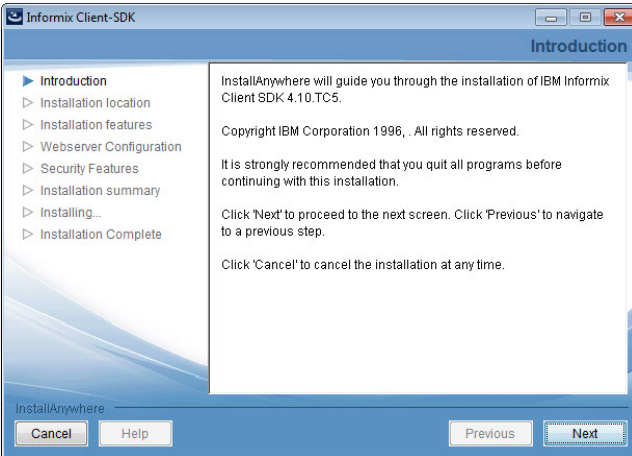 Informix Client-SDK
Introduction
Introduction
Installation location
Installation features
Webserver Configuration
Security Features
Installation summary
Installing...
Installation Complete
InstallAnywhere will guide you through the installation of IBM Informix
Client SDK 4.10.TC5.
Copyright IBM Corporation 1996, . All rights reserved.
It is strongly recommended that you quit all programs before
continuing with this installation.
Click 'Next' to proceed to the next screen. Click 'Previous' to navigate
to a previous step.
Click 'Cancel' to cancel the installation at any time.
InstallAnywhere
Cancel
Help
Previous
Next